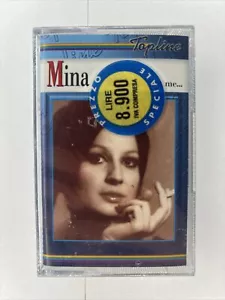 Topline
Mina
me...
PREZZO
LIRE
8.900
IVA COMPRESA
SPECIALE